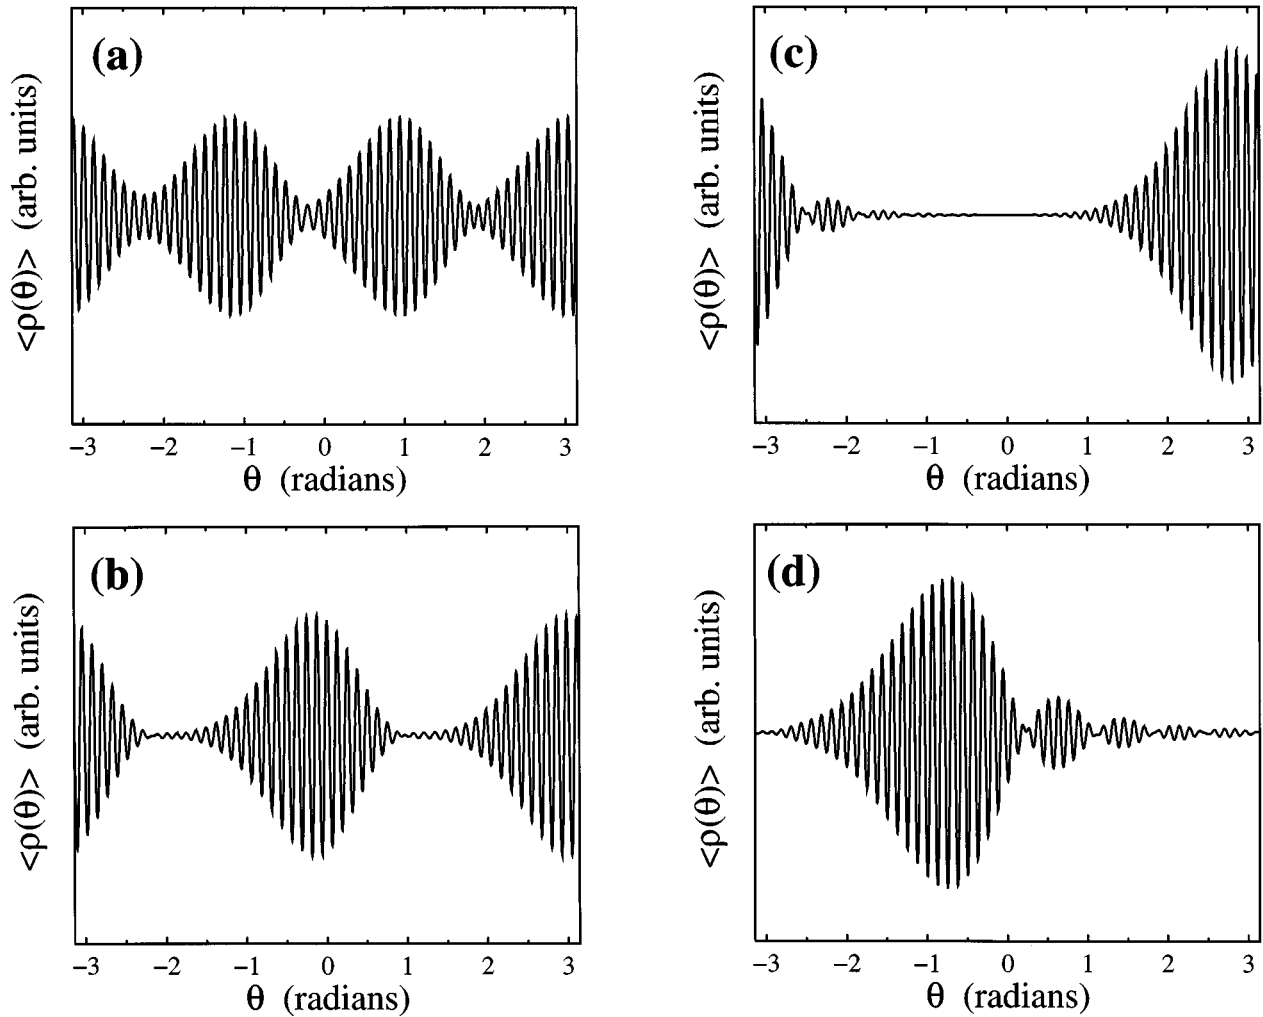 (a)
<ρ(θ)> (arb. units)
−3 −2 −1 0 1 2 3
θ (radians)
(c)
<ρ(θ)> (arb. units)
−3 −2 −1 0 1 2 3
θ (radians)
(b)
<ρ(θ)> (arb. units)
−3 −2 −1 0 1 2 3
θ (radians)
(d)
<ρ(θ)> (arb. units)
−3 −2 −1 0 1 2 3
θ (radians)